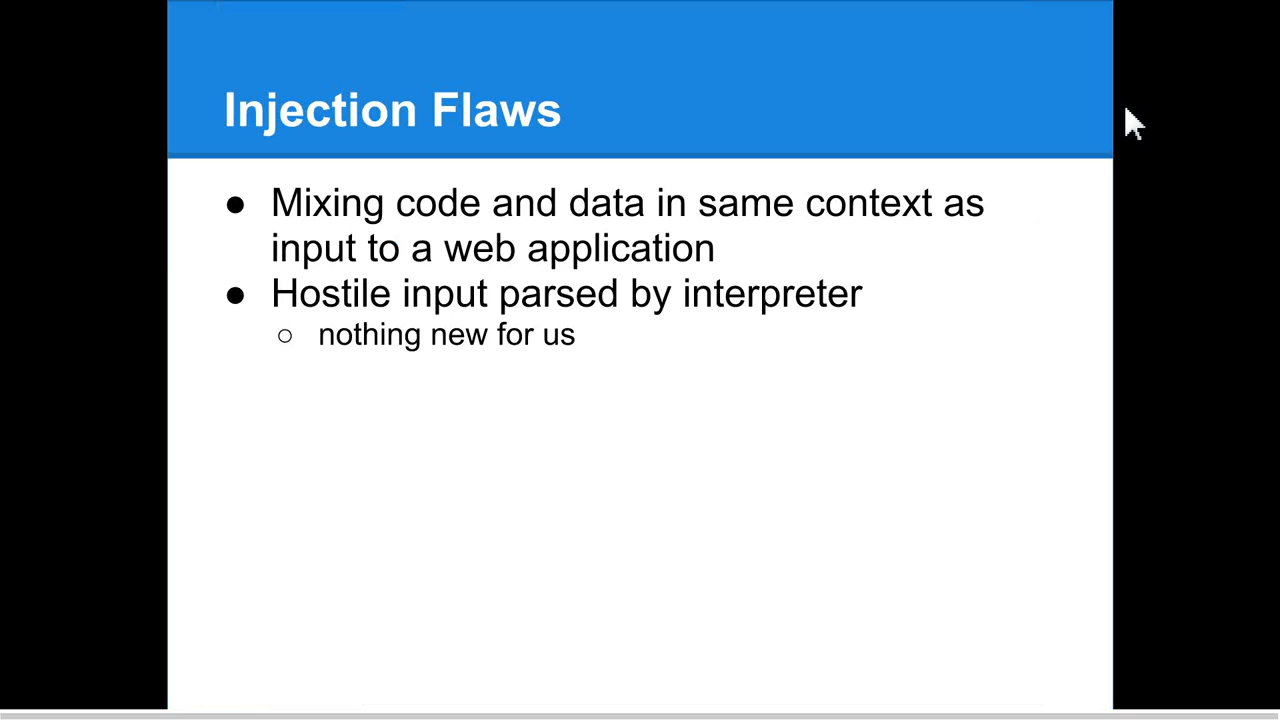 Injection Flaws
● Mixing code and data in same context as
input to a web application
● Hostile input parsed by interpreter
○ nothing new for us